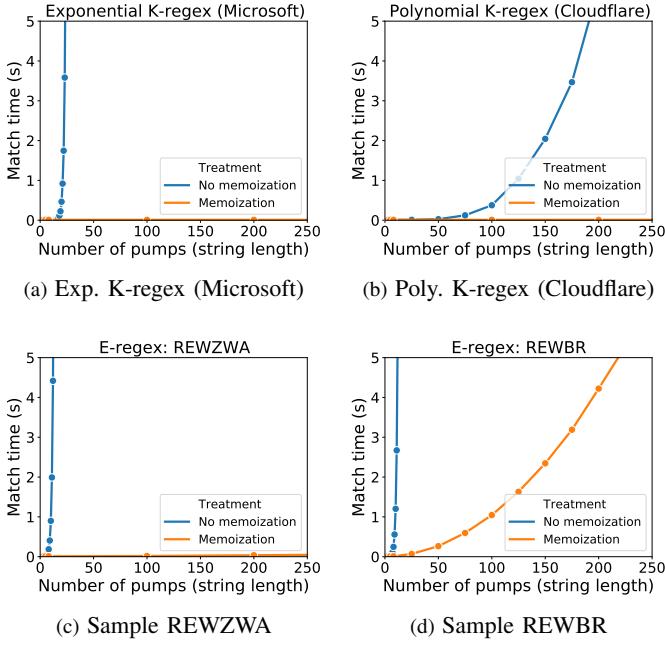 Exponential K-regex (Microsoft)
5
4
3
2
1
0
Match time (s)
Treatment
No memoization
Memoization
0 50 100 150 200 250
Number of pumps (string length)
(a) Exp. K-regex (Microsoft)
Polynomial K-regex (Cloudflare)
5
4
3
2
1
0
Match time (s)
Treatment
No memoization
Memoization
0 50 100 150 200 250
Number of pumps (string length)
(b) Poly. K-regex (Cloudflare)
E-regex: REWZWA
5
4
3
2
1
0
Match time (s)
Treatment
No memoization
Memoization
0 50 100 150 200 250
Number of pumps (string length)
(c) Sample REWZWA
E-regex: REWBR
5
4
3
2
1
0
Match time (s)
Treatment
No memoization
Memoization
0 50 100 150 200 250
Number of pumps (string length)
(d) Sample REWBR